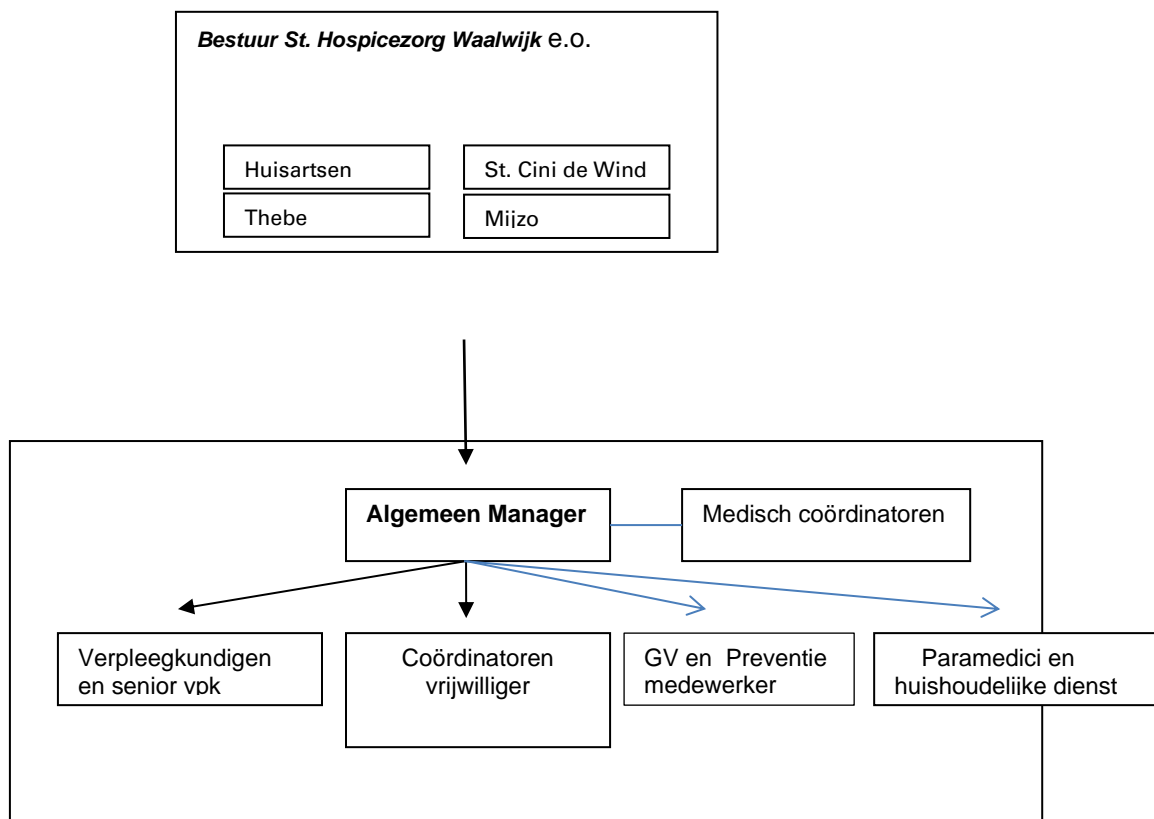 Bestuur St. Hospicezorg Waalwijk e.o.
Huisartsen
St. Cini de Wind
Thebe
Mijzo
Algemeen Manager
Medisch coördinatoren
Verpleegkundigen
en senior vpk
Coördinatoren
vrijwilliger
GV en Preventie
medewerker
Paramedici en
huishoudelijke dienst